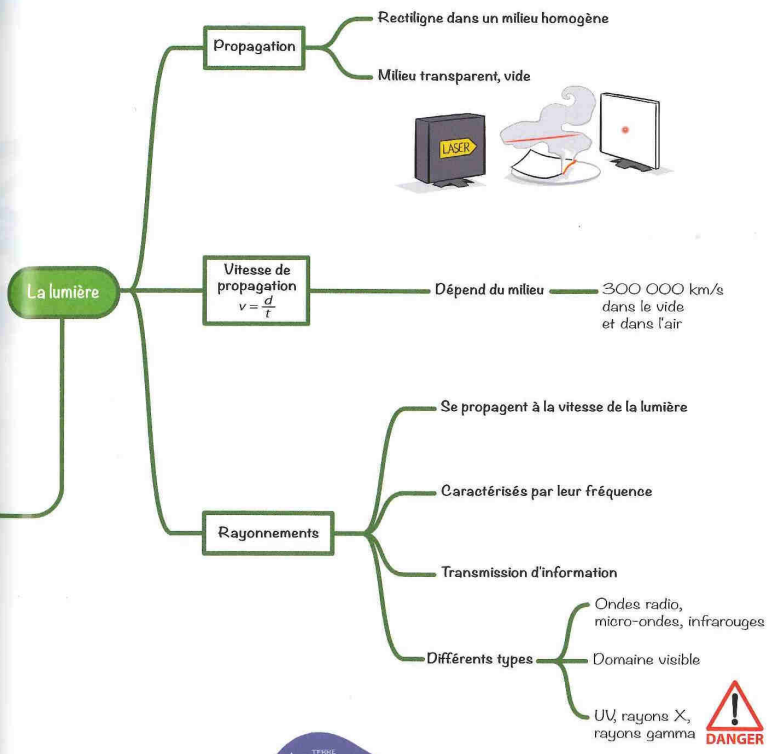 Rectiligne dans un milieu homogène
Propagation
Milieu transparent, vide
LASER
La lumière
Vitesse de
propagation
v = d/t
Dépend du milieu
300 000 km/s
dans le vide
et dans l'air
Se propagent à la vitesse de la lumière
Caractérisés par leur fréquence
Rayonnements
Transmission d'information
Différents types
Ondes radio,
micro-ondes, infrarouges
Domaine visible
UV, rayons X,
rayons gamma
DANGER